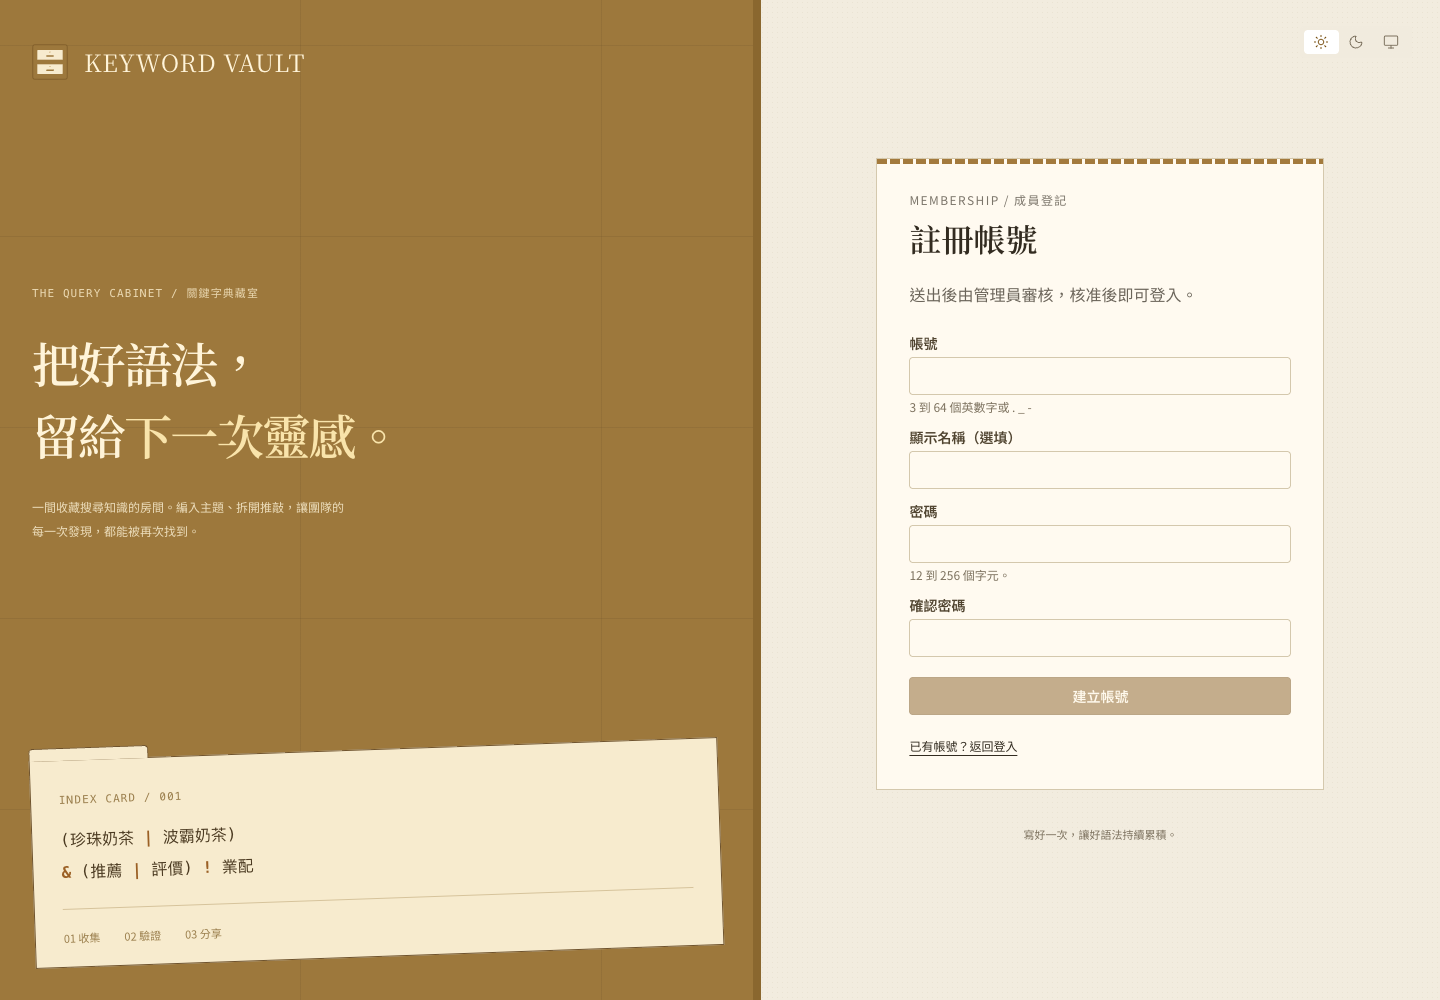 KEYWORD VAULT
THE QUERY CABINET / 關鍵字典藏室
把好語法，
留給下一次靈感。
一間收藏搜尋知識的房間。編入主題、拆開推敲，讓團隊的
每一次發現，都能被再次找到。
INDEX CARD / 001
(珍珠奶茶 | 波霸奶茶)
& (推薦 | 評價) ! 業配
01 收集 02 驗證 03 分享
MEMBERSHIP / 成員登記
註冊帳號
送出後由管理員審核，核准後即可登入。
帳號
3 到 64 個英數字或 . _ -
顯示名稱（選填）
密碼
12 到 256 個字元。
確認密碼
建立帳號
已有帳號？返回登入
寫好一次，讓好語法持續累積。